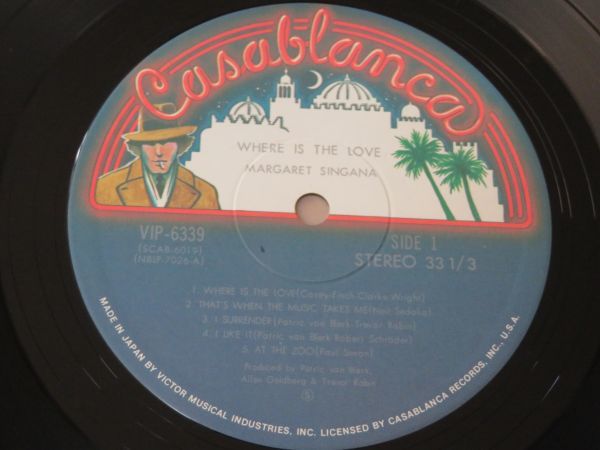 Casablanca
WHERE IS THE LOVE
MARGARET SINGANA
VIP-6339
(SCAB-6019)
(NBLP-7026-A)
SIDE 1
STEREO 33 1/3
1. WHERE IS THE LOVE(Casey-Finch-Clarke-Wright)
2. THAT'S WHEN THE MUSIC TAKES ME(Neil Sedaka)
3. I SURRENDER(Patric van Blerk-Trevor Rabin)
4. I LIKE IT(Patric van Blerk Robert Schroder)
5. AT THE ZOO(Paul Simon)
Produced by Patric van Blerk,
Allan Goldberg & Trevor Rabin
S
MADE IN JAPAN BY VICTOR MUSICAL INDUSTRIES, INC. LICENSED BY CASABLANCA RECORDS, INC., U.S.A.